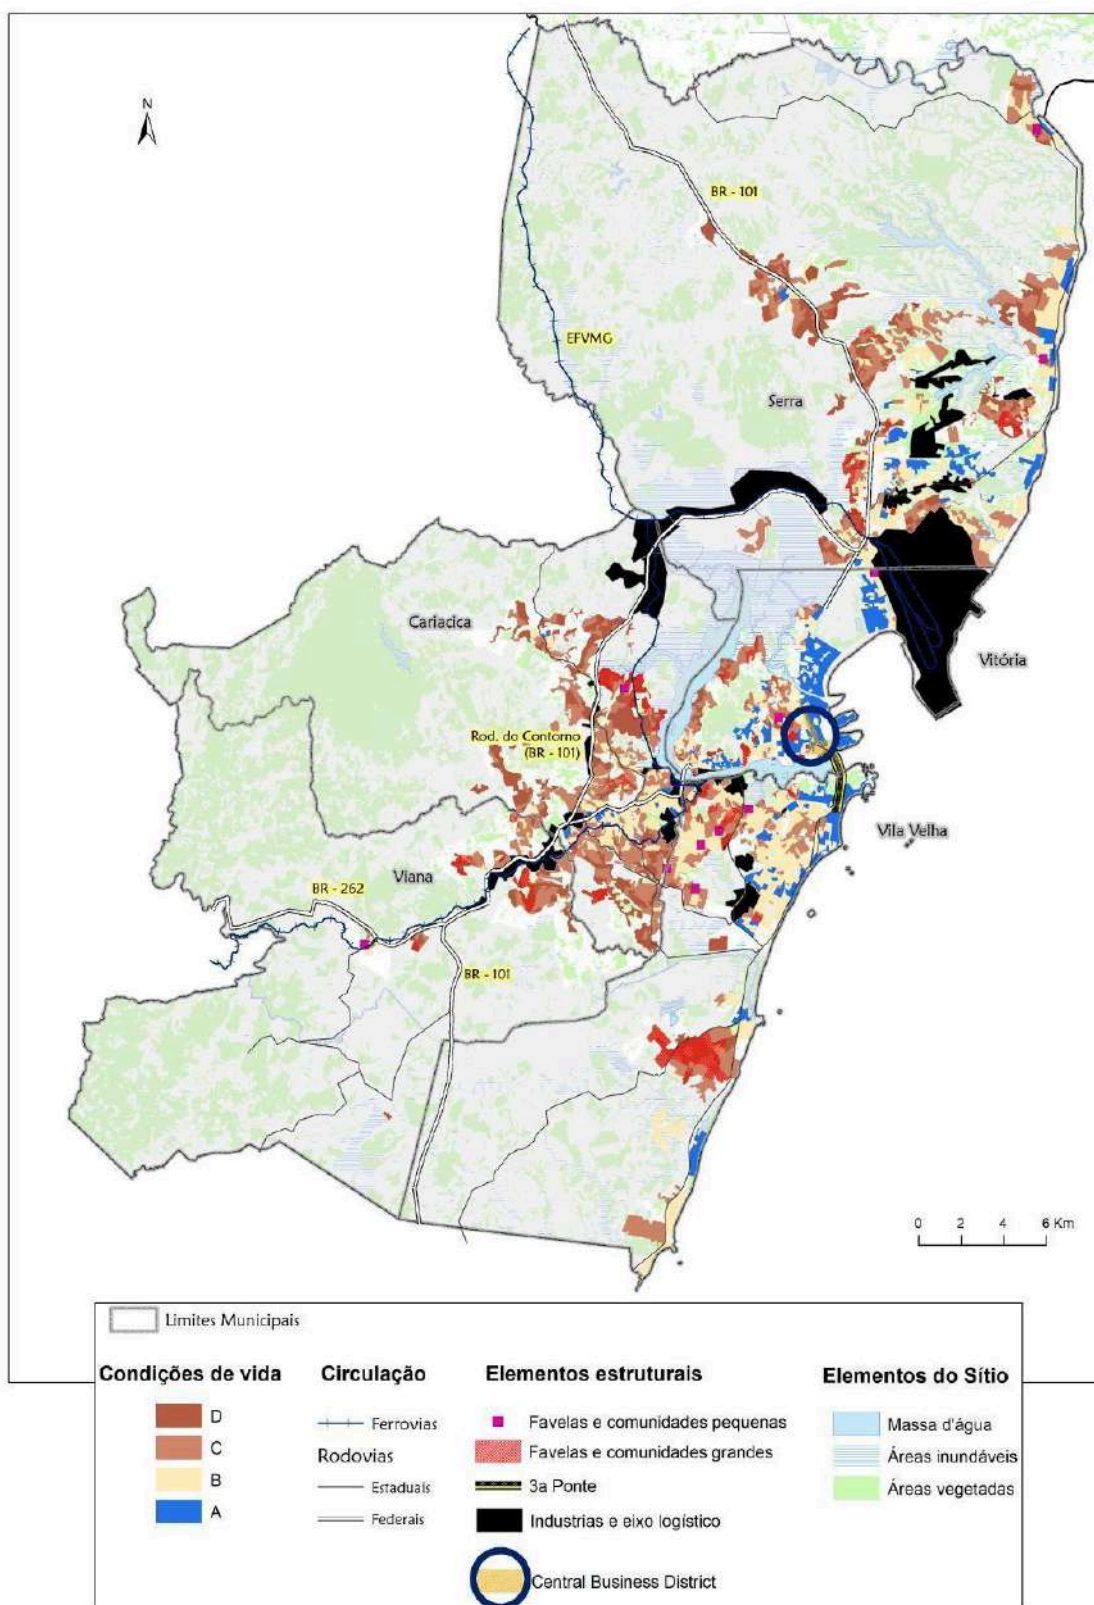 N
BR - 101
EFVMG
Serra
Cariacica
Vitória
Rod. do Contorno
(BR - 101)
Vila Velha
Viana
BR - 262
BR - 101
0 2 4 6 Km
Limites Municipais
Condições de vida
D
C
B
A
Circulação
Ferrovias
Rodovias
Estaduais
Federais
Elementos estruturais
Favelas e comunidades pequenas
Favelas e comunidades grandes
3a Ponte
Industrias e eixo logístico
Central Business District
Elementos do Sítio
Massa d'água
Áreas inundáveis
Áreas vegetadas